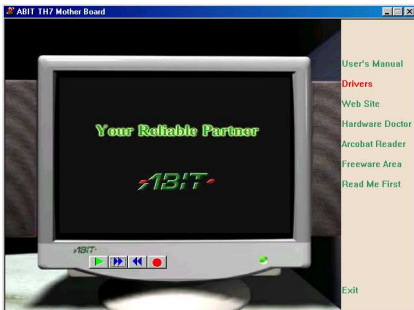 ABIT TH7 Mother Board
Your Reliable Partner
ABIT
ABIT
User's Manual
Drivers
Web Site
Hardware Doctor
Arcobat Reader
Freeware Area
Read Me First
Exit